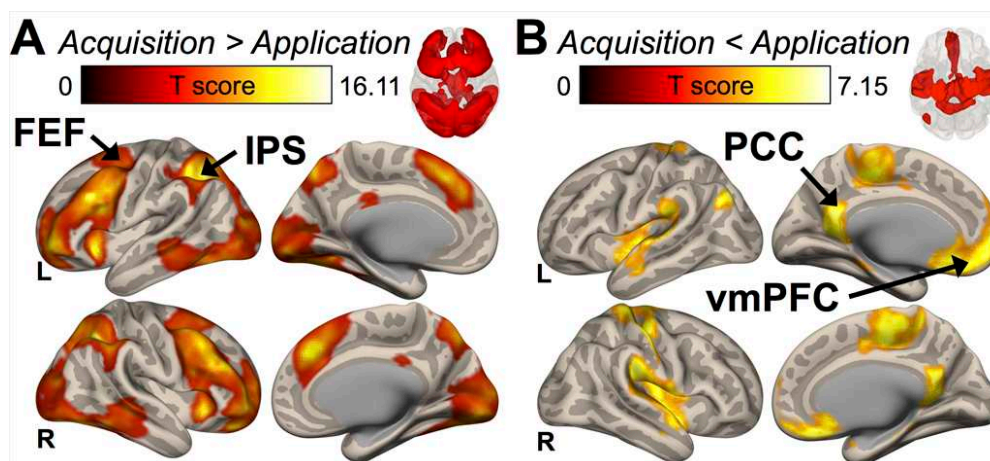 A Acquisition > Application
0 T score 16.11
FEF
IPS
L
R
B Acquisition < Application
0 T score 7.15
PCC
L
vmPFC
R